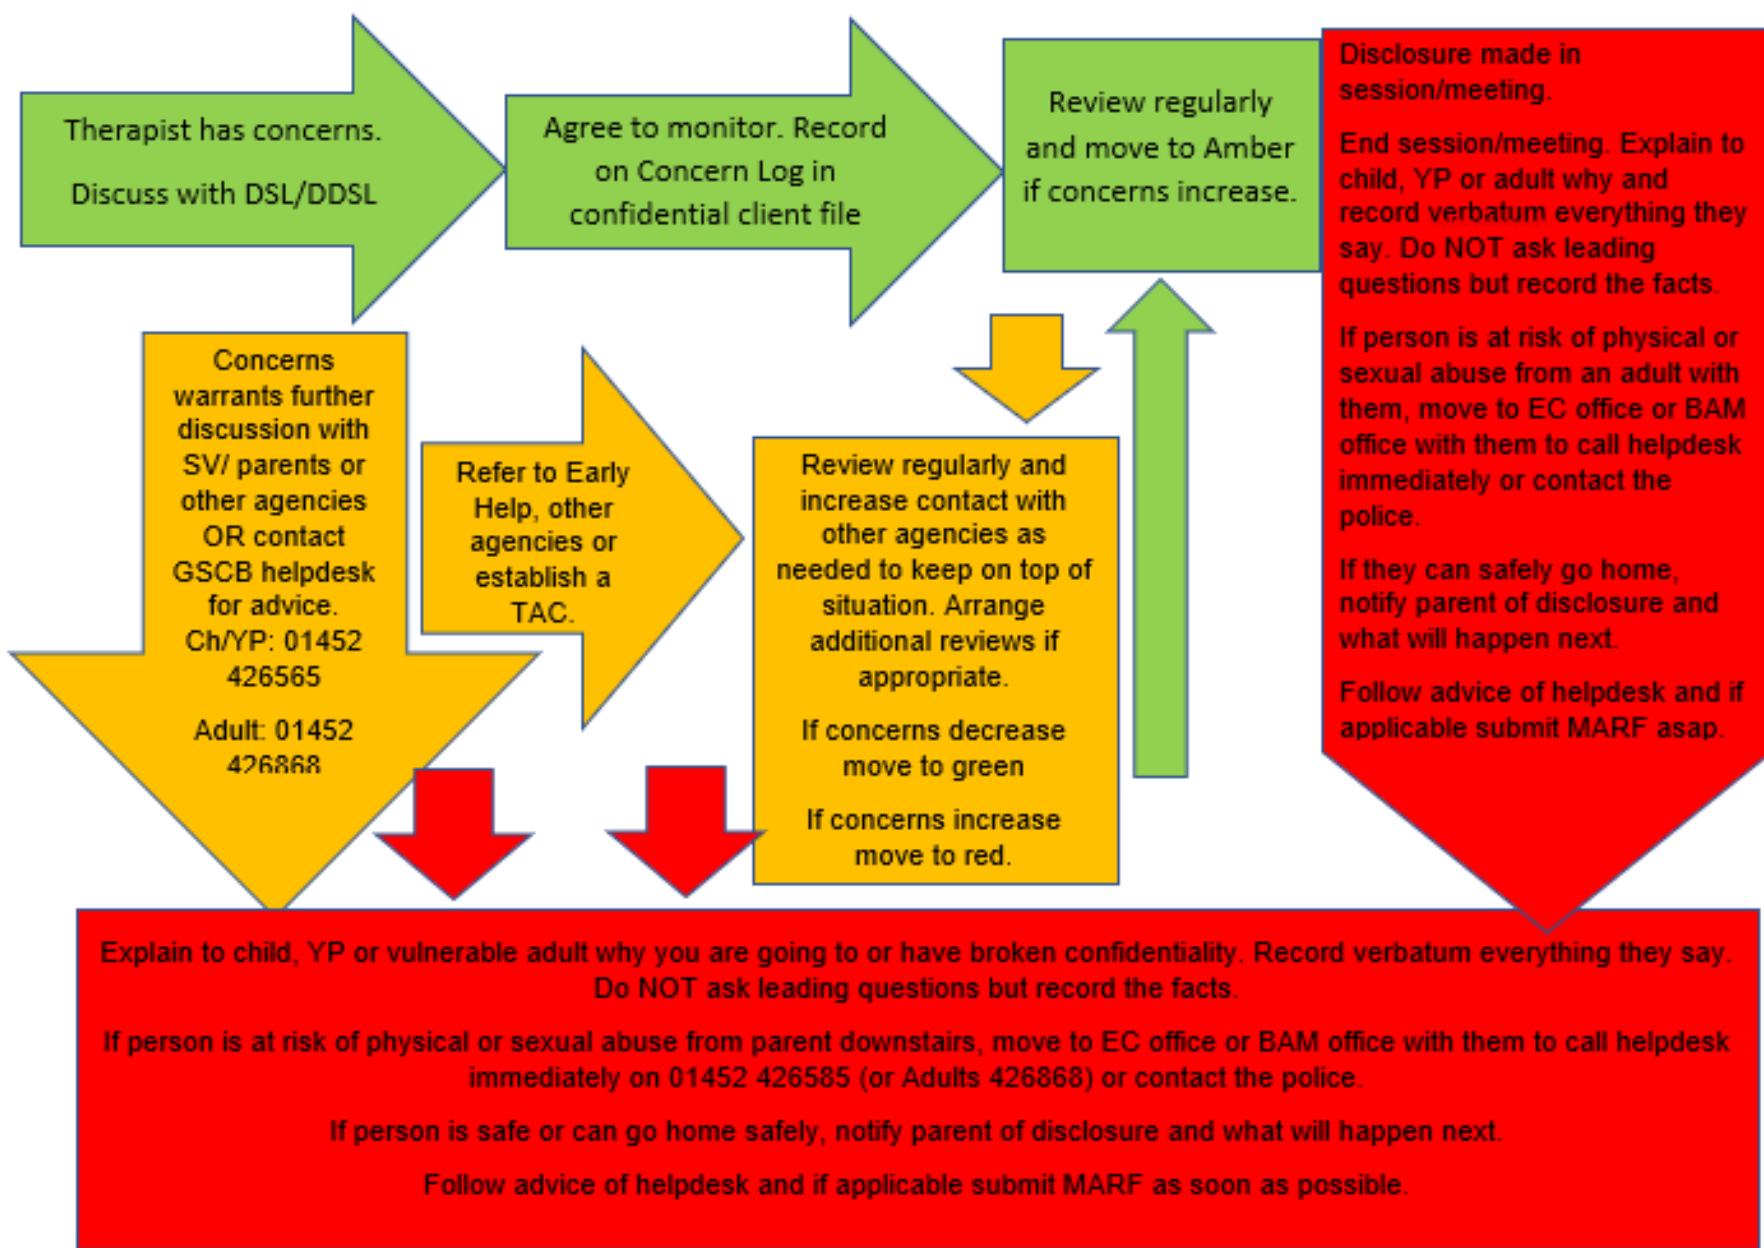 Therapist has concerns.
Discuss with DSL/DDSL
Agree to monitor. Record
on Concern Log in
confidential client file
Review regularly
and move to Amber
if concerns increase.
Disclosure made in
session/meeting.
End session/meeting. Explain to
child, YP or adult why and
record verbatum everything they
say. Do NOT ask leading
questions but record the facts.
If person is at risk of physical or
sexual abuse from an adult with
them, move to EC office or BAM
office with them to call helpdesk
immediately or contact the
police.
If they can safely go home,
notify parent of disclosure and
what will happen next.
Follow advice of helpdesk and if
applicable submit MARF asap.
Concerns
warrants further
discussion with
SV/ parents or
other agencies
OR contact
GSCB helpdesk
for advice.
Ch/YP: 01452
426565
Adult: 01452
426868
Refer to Early
Help, other
agencies or
establish a
TAC.
Review regularly and
increase contact with
other agencies as
needed to keep on top of
situation. Arrange
additional reviews if
appropriate.
If concerns decrease
move to green
If concerns increase
move to red.
Explain to child, YP or vulnerable adult why you are going to or have broken confidentiality. Record verbatum everything they say.
Do NOT ask leading questions but record the facts.
If person is at risk of physical or sexual abuse from parent downstairs, move to EC office or BAM office with them to call helpdesk
immediately on 01452 426585 (or Adults 426868) or contact the police.
If person is safe or can go home safely, notify parent of disclosure and what will happen next.
Follow advice of helpdesk and if applicable submit MARF as soon as possible.